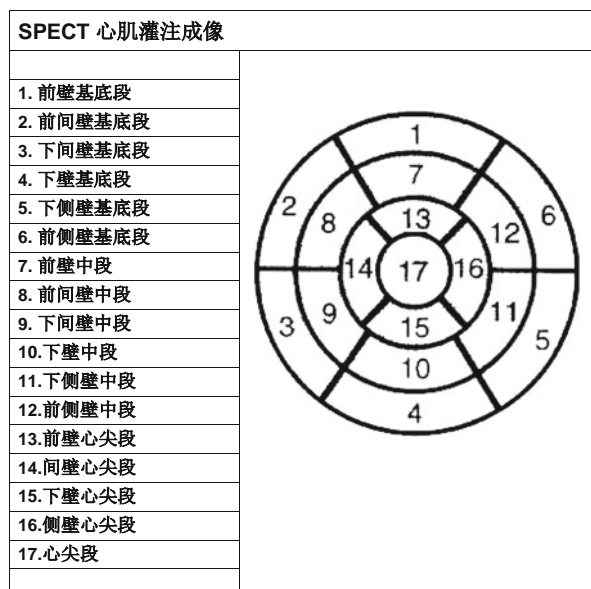 SPECT 心肌灌注成像
1. 前壁基底段
2. 前间壁基底段
3. 下间壁基底段
4. 下壁基底段
5. 下侧壁基底段
6. 前侧壁基底段
7. 前壁中段
8. 前间壁中段
9. 下间壁中段
10.下壁中段
11.下侧壁中段
12.前侧壁中段
13.前壁心尖段
14.间壁心尖段
15.下壁心尖段
16.侧壁心尖段
17.心尖段
1
7
2
8
13
12
6
14
17
16
3
9
15
11
5
10
4